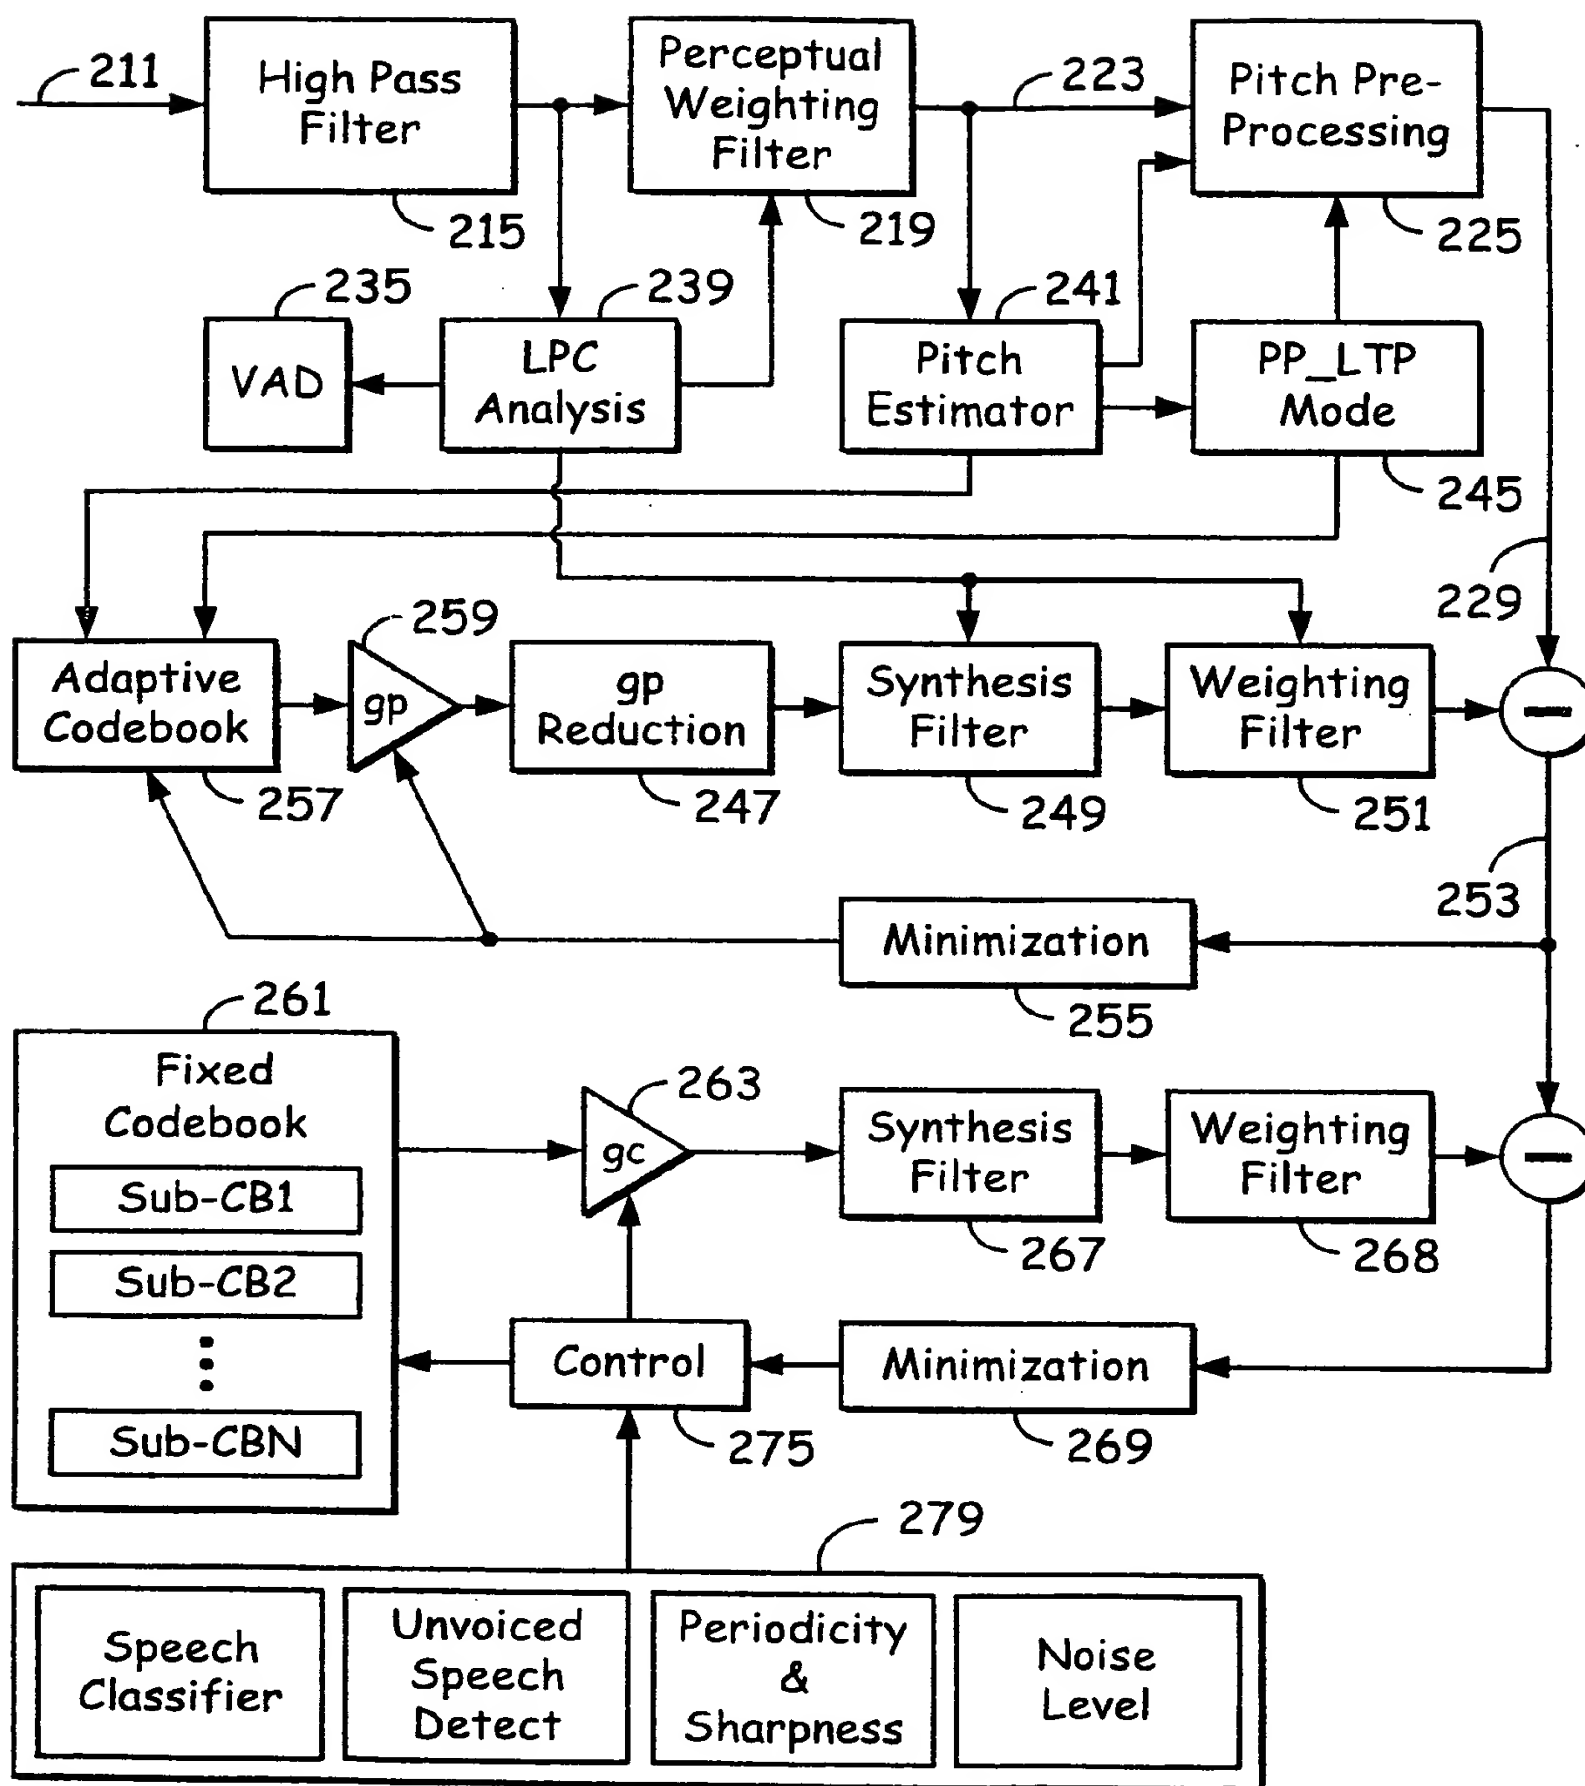 211
High Pass
Filter
215
Perceptual
Weighting
Filter
219
223
Pitch Pre-
Processing
225
235
VAD
239
LPC
Analysis
241
Pitch
Estimator
PP_LTP
Mode
245
229
Adaptive
Codebook
257
259
gp
gp
Reduction
247
Synthesis
Filter
249
Weighting
Filter
251
253
Minimization
255
261
Fixed
Codebook
Sub-CB1
Sub-CB2
Sub-CBN
263
gc
Synthesis
Filter
267
Weighting
Filter
268
Control
275
Minimization
269
279
Speech
Classifier
Unvoiced
Speech
Detect
Periodicity
&
Sharpness
Noise
Level